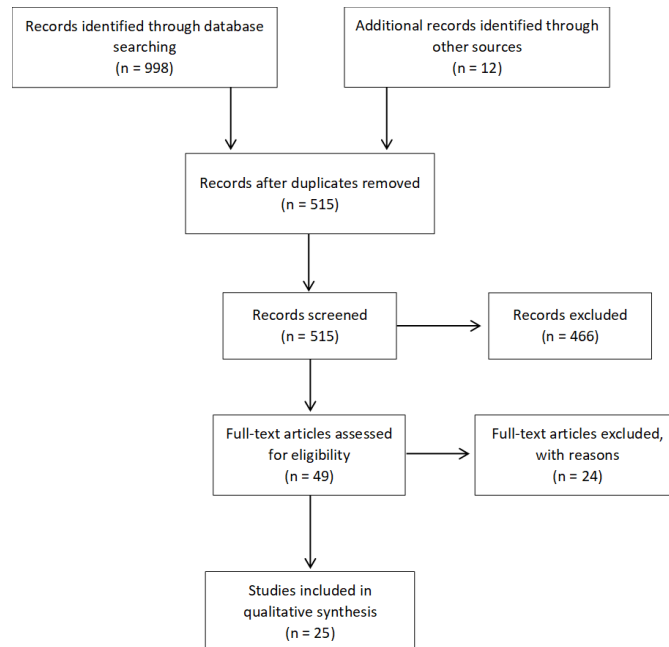 Records identified through database
searching
(n = 998)
Additional records identified through
other sources
(n = 12)
Records after duplicates removed
(n = 515)
Records screened
(n = 515)
Records excluded
(n = 466)
Full-text articles assessed
for eligibility
(n = 49)
Full-text articles excluded,
with reasons
(n = 24)
Studies included in
qualitative synthesis
(n = 25)